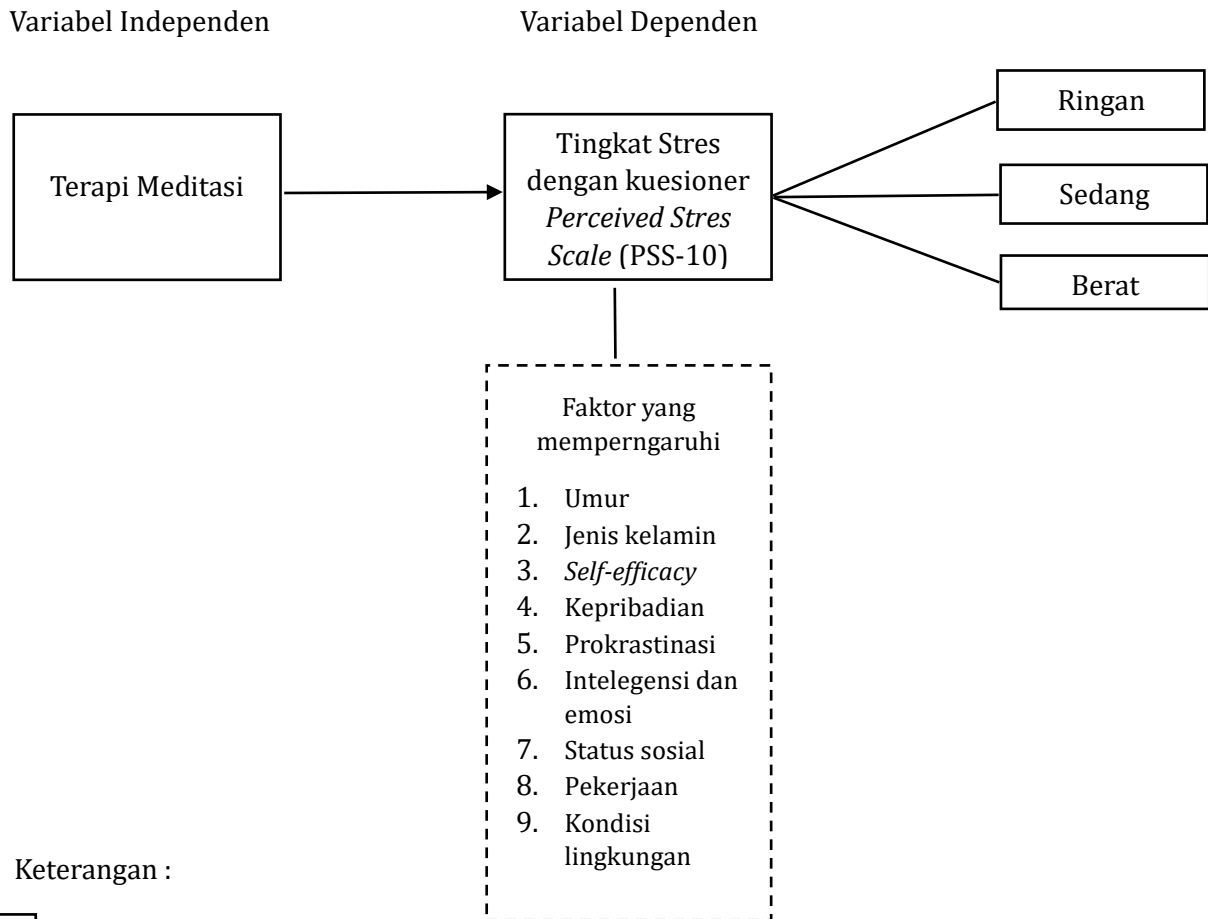 Variabel Independen
Variabel Dependen
Terapi Meditasi
Tingkat Stres
dengan kuesioner
Perceived Stres
Scale (PSS-10)
Ringan
Sedang
Berat
Faktor yang
memperngaruhi
1. Umur
2. Jenis kelamin
3. Self-efficacy
4. Kepribadian
5. Prokrastinasi
6. Intelegensi dan
emosi
7. Status sosial
8. Pekerjaan
9. Kondisi
lingkungan
Keterangan :